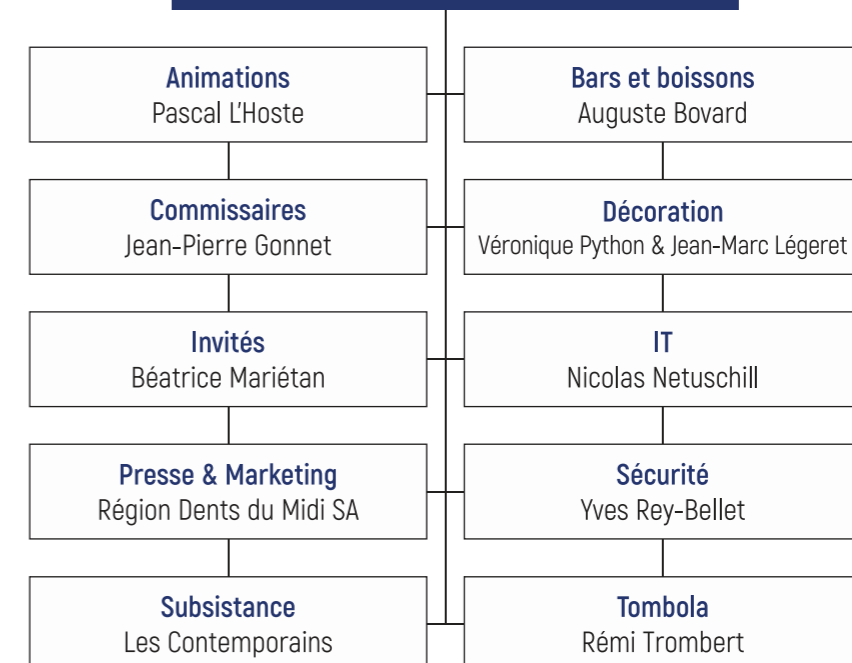 Animations
Pascal L'Hoste
Bars et boissons
Auguste Bovard
Commissaires
Jean-Pierre Gonnet
Décoration
Véronique Python & Jean-Marc Légeret
Invités
Béatrice Mariétan
IT
Nicolas Netuschill
Presse & Marketing
Région Dents du Midi SA
Sécurité
Yves Rey-Bellet
Subsistance
Les Contemporains
Tombola
Rémi Trombert